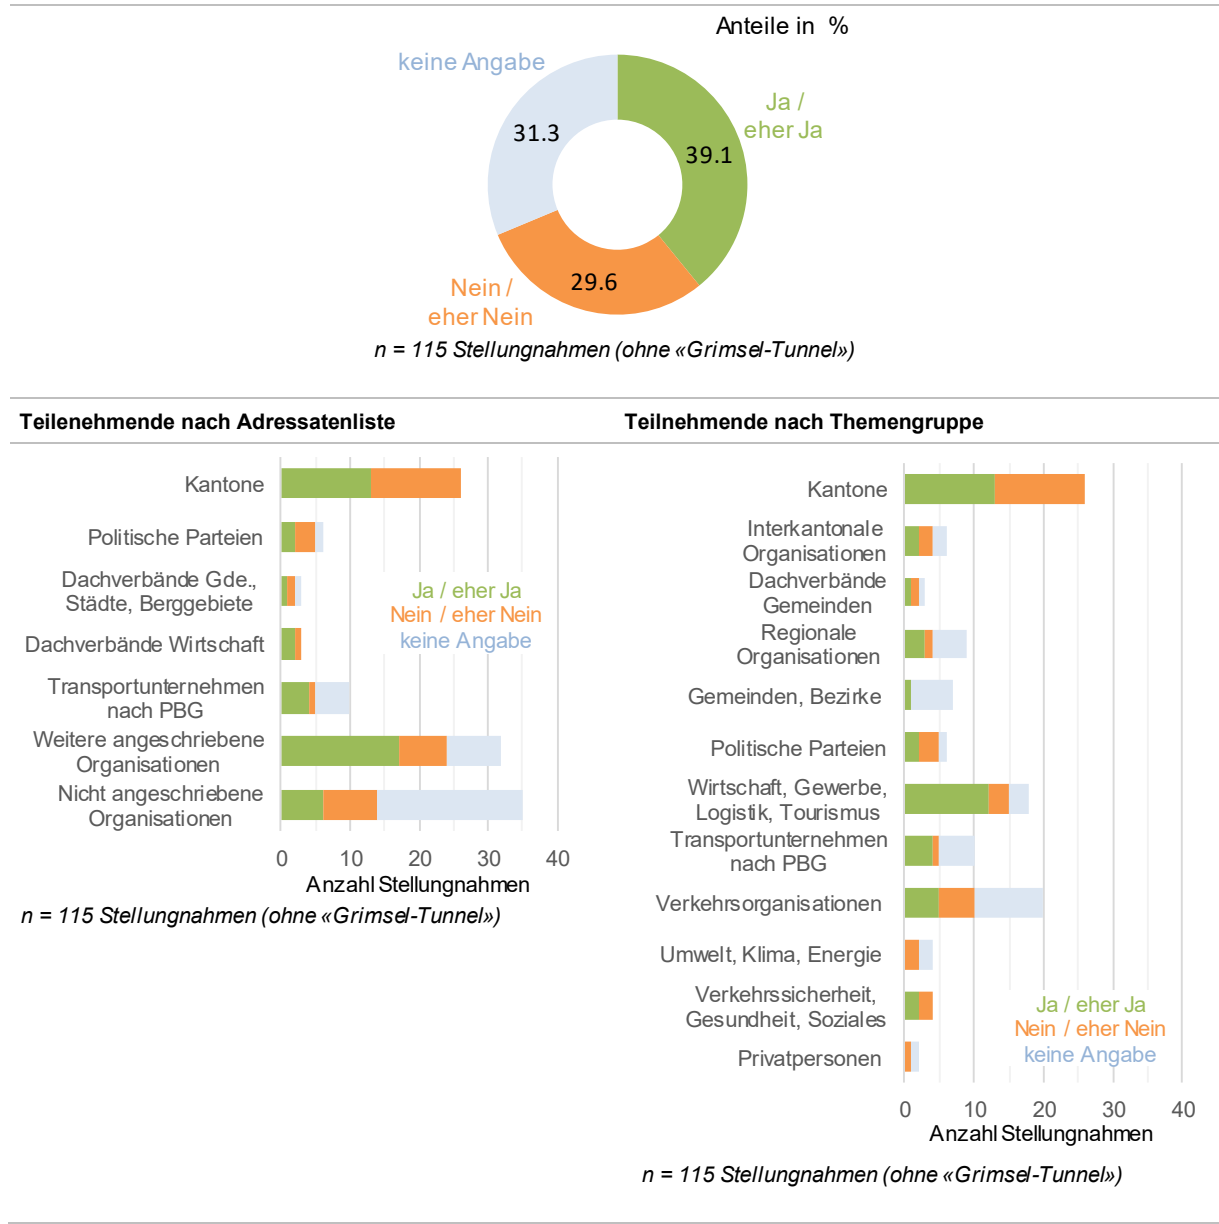 Anteile in %
keine Angabe
Ja /
eher Ja
31.3
39.1
29.6
Nein /
eher Nein
n = 115 Stellungnahmen (ohne «Grimsel-Tunnel»)
Teilenehmende nach Adressatenliste
Kantone
Politische Parteien
Dachverbände Gde.,
Städte, Berggebiete
Dachverbände Wirtschaft
Transportunternehmen
nach PBG
Weitere angeschriebene
Organisationen
Nicht angeschriebene
Organisationen
Ja / eher Ja
Nein / eher Nein
keine Angabe
0 10 20 30 40
Anzahl Stellungnahmen
n = 115 Stellungnahmen (ohne «Grimsel-Tunnel»)
Teilnehmende nach Themengruppe
Kantone
Interkantonale
Organisationen
Dachverbände
Gemeinden
Regionale
Organisationen
Gemeinden, Bezirke
Politische Parteien
Wirtschaft, Gewerbe,
Logistik, Tourismus
Transportunternehmen
nach PBG
Verkehrsorganisationen
Umwelt, Klima, Energie
Verkehrssicherheit,
Gesundheit, Soziales
Privatpersonen
Ja / eher Ja
Nein / eher Nein
keine Angabe
0 10 20 30 40
Anzahl Stellungnahmen
n = 115 Stellungnahmen (ohne «Grimsel-Tunnel»)